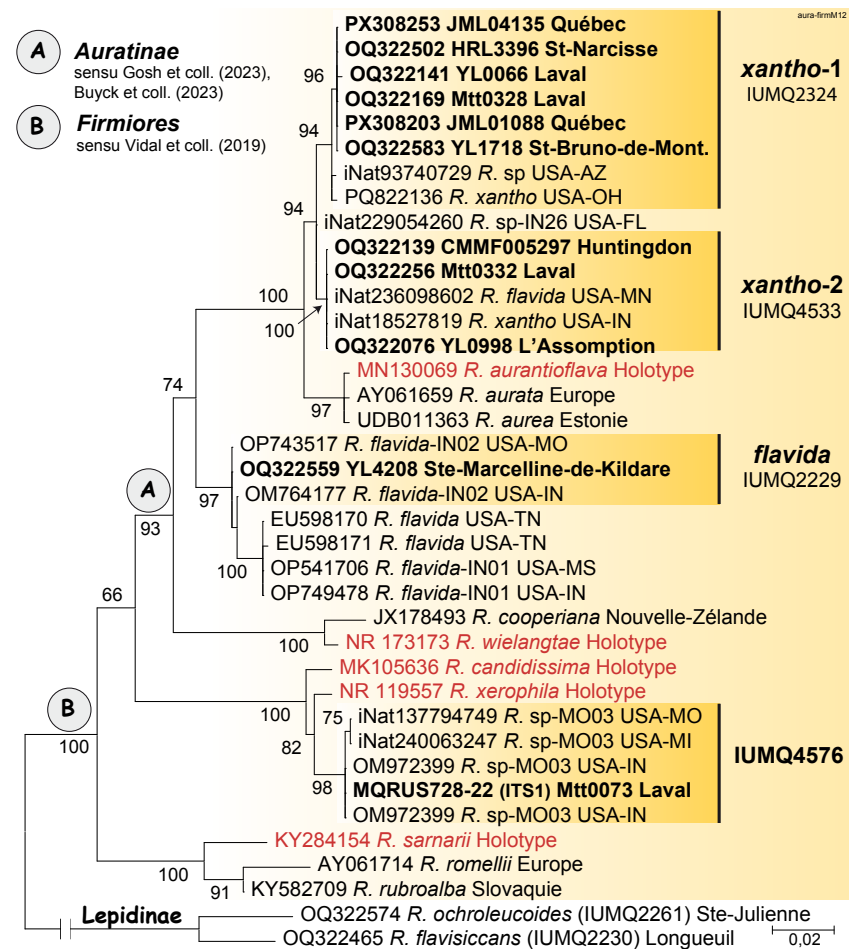 aura-firmM12
A
Auratinae
sensu Gosh et coll. (2023),
Buyck et coll. (2023)
B
Firmiores
sensu Vidal et coll. (2019)
PX308253 JML04135 Québec
OQ322502 HRL3396 St-Narcisse
96
OQ322141 YL0066 Laval
xantho-1
IUMQ2324
OQ322169 Mtt0328 Laval
PX308203 JML01088 Québec
94
OQ322583 YL1718 St-Bruno-de-Mont.
iNat93740729 R. sp USA-AZ
PQ822136 R. xantho USA-OH
94
iNat229054260 R. sp-IN26 USA-FL
OQ322139 CMMF005297 Huntingdon
OQ322256 Mtt0332 Laval
xantho-2
IUMQ4533
100
iNat236098602 R. flavida USA-MN
100
iNat18527819 R. xantho USA-IN
OQ322076 YL0998 L'Assomption
MN130069 R. aurantioflava Holotype
74
AY061659 R. aurata Europe
97
UDB011363 R. aurea Estonie
OP743517 R. flavida-IN02 USA-MO
flavida
IUMQ2229
OQ322559 YL4208 Ste-Marcelline-de-Kildare
A
97
OM764177 R. flavida-IN02 USA-IN
93
EU598170 R. flavida USA-TN
EU598171 R. flavida USA-TN
100
OP541706 R. flavida-IN01 USA-MS
OP749478 R. flavida-IN01 USA-IN
66
JX178493 R. cooperiana Nouvelle-Zélande
100
NR 173173 R. wielangtae Holotype
MK105636 R. candidissima Holotype
100
NR 119557 R. xerophila Holotype
B
100
75
iNat137794749 R. sp-MO03 USA-MO
82
iNat240063247 R. sp-MO03 USA-MI
OM972399 R. sp-MO03 USA-IN
IUMQ4576
98
MQRUS728-22 (ITS1) Mtt0073 Laval
OM972399 R. sp-MO03 USA-IN
KY284154 R. sarnarii Holotype
100
AY061714 R. romellii Europe
91
KY582709 R. rubroalba Slovaquie
Lepidinae
OQ322574 R. ochroleucoides (IUMQ2261) Ste-Julienne
OQ322465 R. flavisiccans (IUMQ2230) Longueuil
0,02